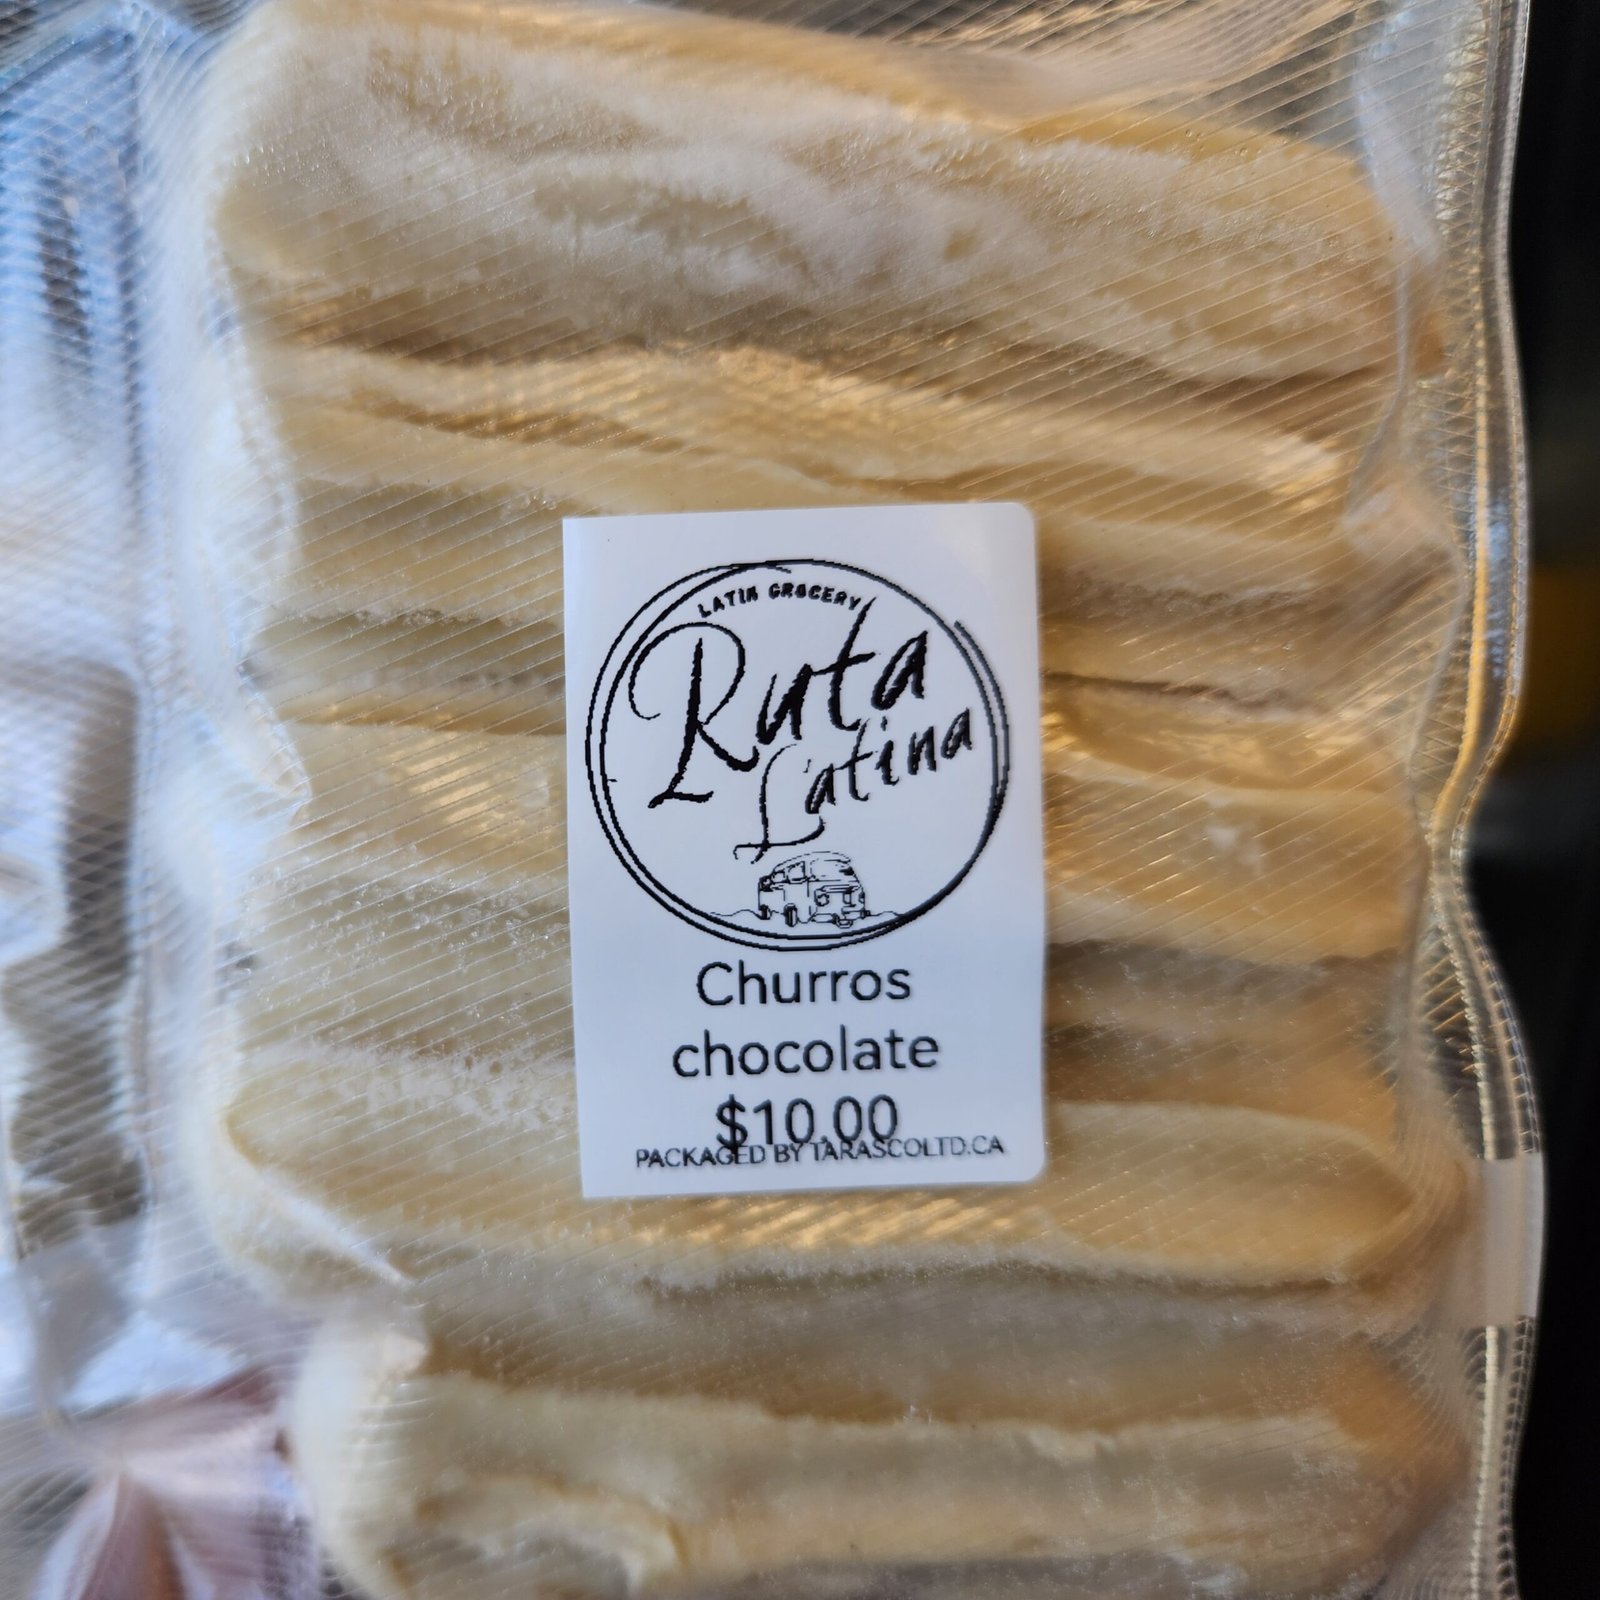 LATIN GROCERY
Ruta
Latina
Churros
chocolate
$10.00
PACKAGED BY TARASCOLTD.CA